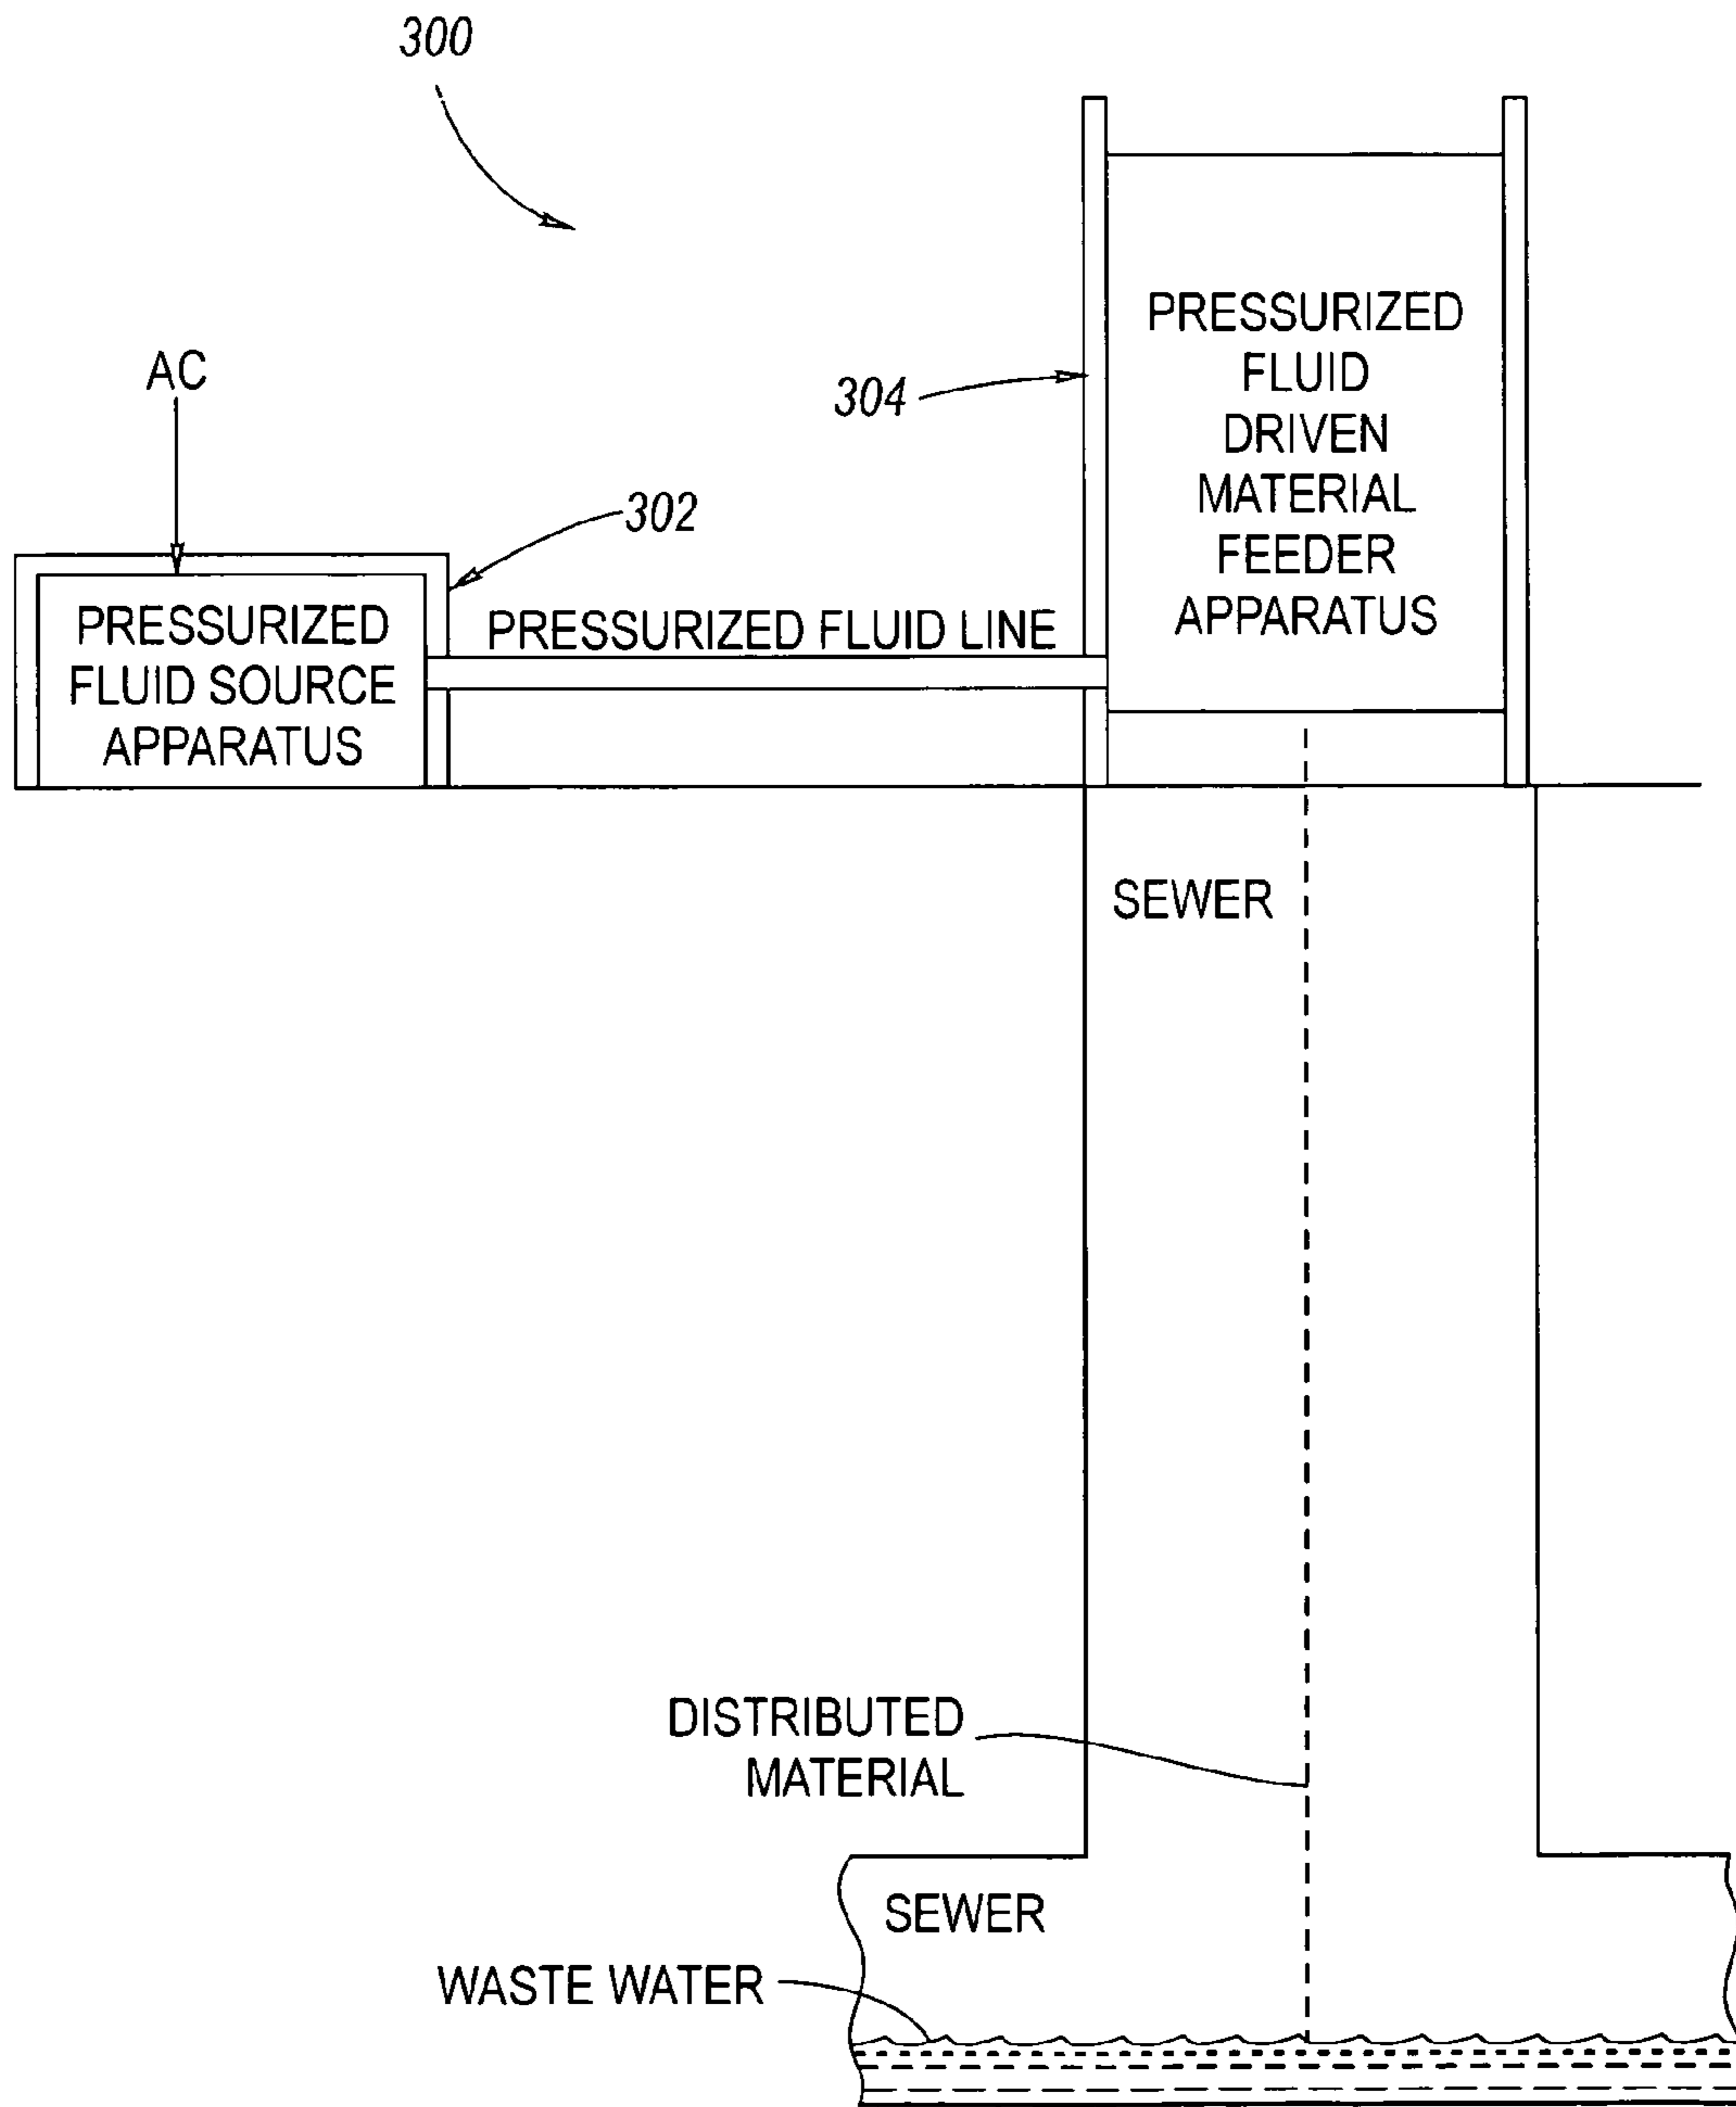 300
PRESSURIZED
FLUID
DRIVEN
MATERIAL
FEEDER
APPARATUS
304
AC
302
PRESSURIZED
FLUID SOURCE
APPARATUS
PRESSURIZED FLUID LINE
SEWER
DISTRIBUTED
MATERIAL
SEWER
WASTE WATER